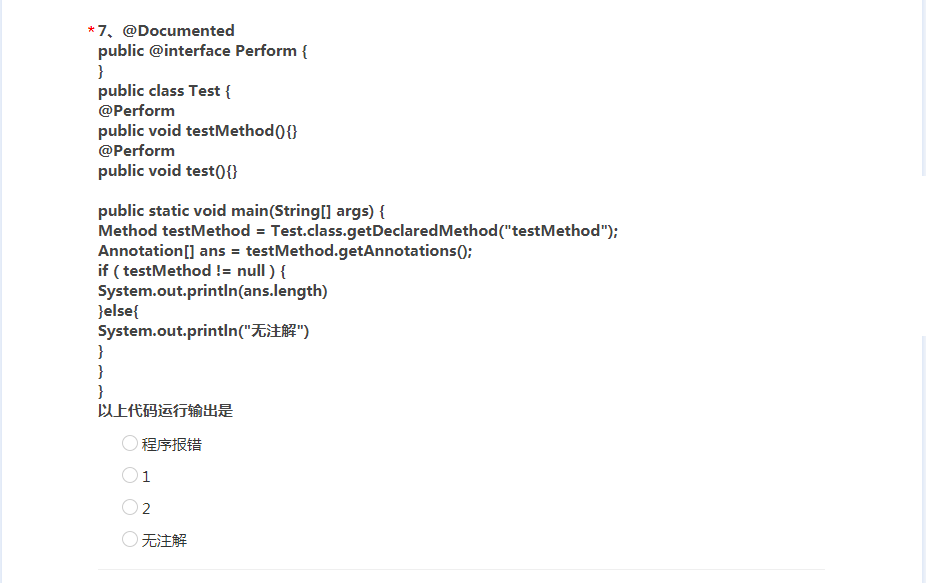 *7、@Documented
public @interface Perform {
}
public class Test {
@Perform
public void testMethod(){}
@Perform
public void test(){}
public static void main(String[] args) {
Method testMethod = Test.class.getDeclaredMethod("testMethod");
Annotation[] ans = testMethod.getAnnotations();
if ( testMethod != null ) {
System.out.println(ans.length)
}else{
System.out.println("无注解")
}
}
}
以上代码运行输出是
程序报错
1
2
无注解